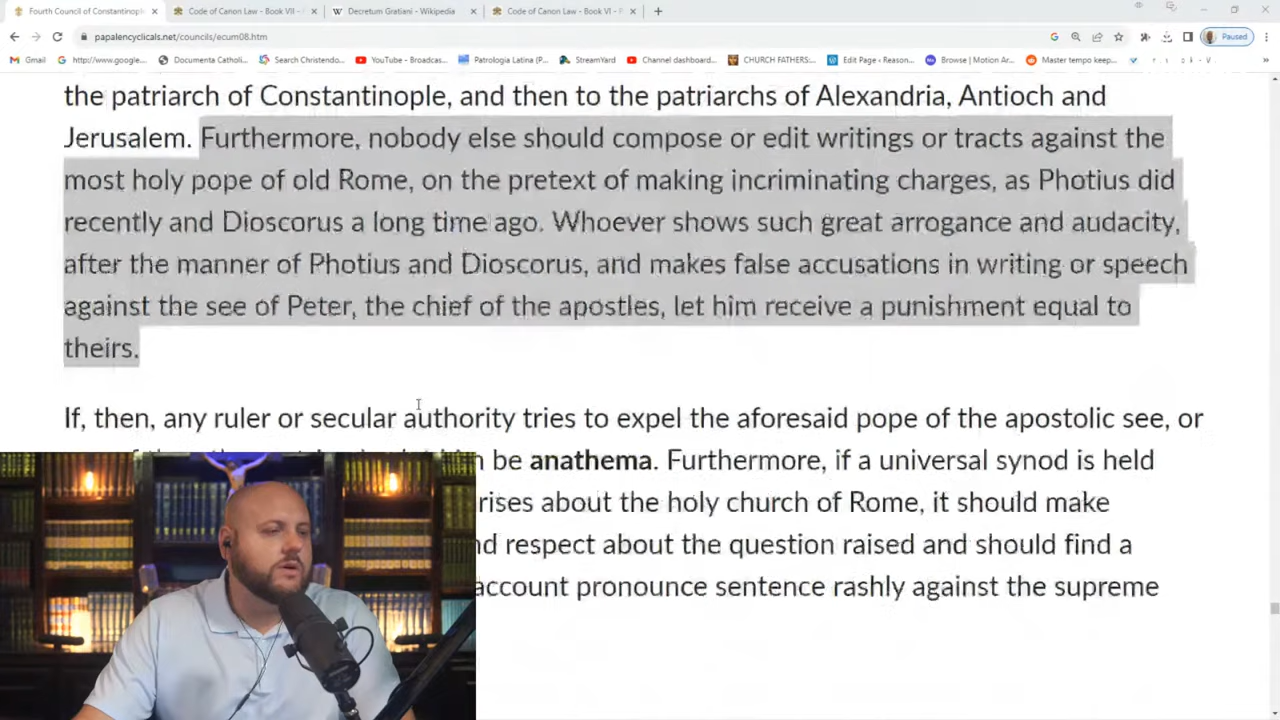 Fourth Council of Constantinopl
Code of Canon Law - Book VII -
Decretum Gratiani - Wikipedia
Code of Canon Law - Book VI - P
papalencyclicals.net/councils/ecum08.htm
Paused
Gmail
http://www.google...
Documenta Catholi...
Search Christendo...
YouTube - Broadcas...
Patrologia Latina (P...
StreamYard
Channel dashboard...
CHURCH FATHERS:...
Edit Page - Reason...
Browse | Motion Ar...
Master tempo keep...
the patriarch of Constantinople, and then to the patriarchs of Alexandria, Antioch and
Jerusalem. Furthermore, nobody else should compose or edit writings or tracts against the
most holy pope of old Rome, on the pretext of making incriminating charges, as Photius did
recently and Dioscorus a long time ago. Whoever shows such great arrogance and audacity,
after the manner of Photius and Dioscorus, and makes false accusations in writing or speech
against the see of Peter, the chief of the apostles, let him receive a punishment equal to
theirs.
If, then, any ruler or secular authority tries to expel the aforesaid pope of the apostolic see, or
be anathema. Furthermore, if a universal synod is held
rises about the holy church of Rome, it should make
respect about the question raised and should find a
account pronounce sentence rashly against the supreme